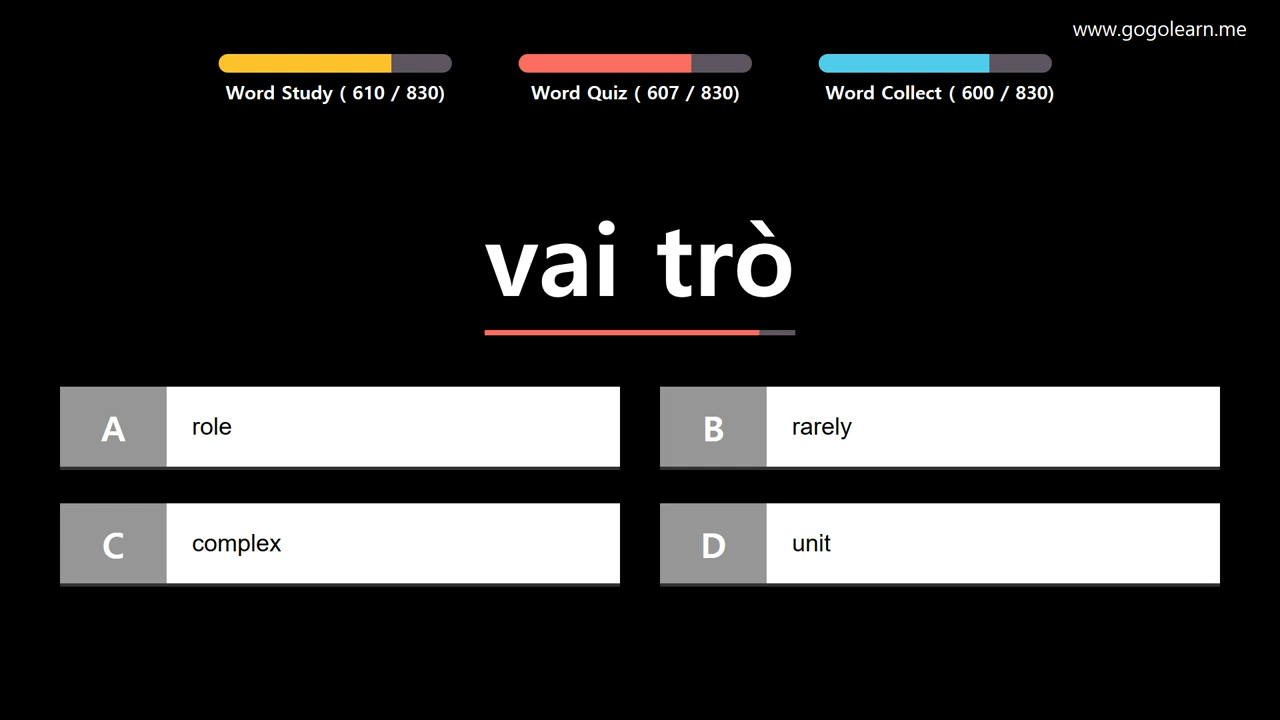 www.gogolearn.me
Word Study ( 610 / 830)
Word Quiz ( 607 / 830)
Word Collect ( 600 / 830)
vai trò
A role
B rarely
C complex
D unit